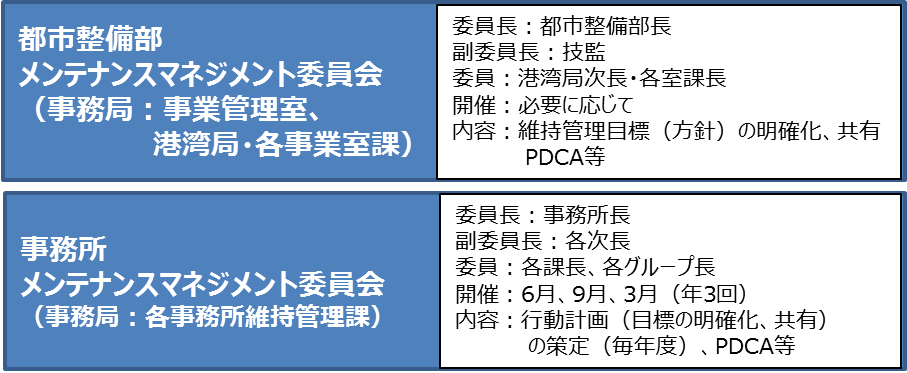 都市整備部
メンテナンスマネジメント委員会
（事務局：事業管理室、
港湾局・各事業室課）
委員長：都市整備部長
副委員長：技監
委員：港湾局次長・各室課長
開催：必要に応じて
内容：維持管理目標（方針）の明確化、共有
PDCA等
事務所
メンテナンスマネジメント委員会
（事務局：各事務所維持管理課）
委員長：事務所長
副委員長：各次長
委員：各課長、各グループ長
開催：6月、9月、3月（年3回）
内容：行動計画（目標の明確化、共有）
の策定（毎年度）、PDCA等